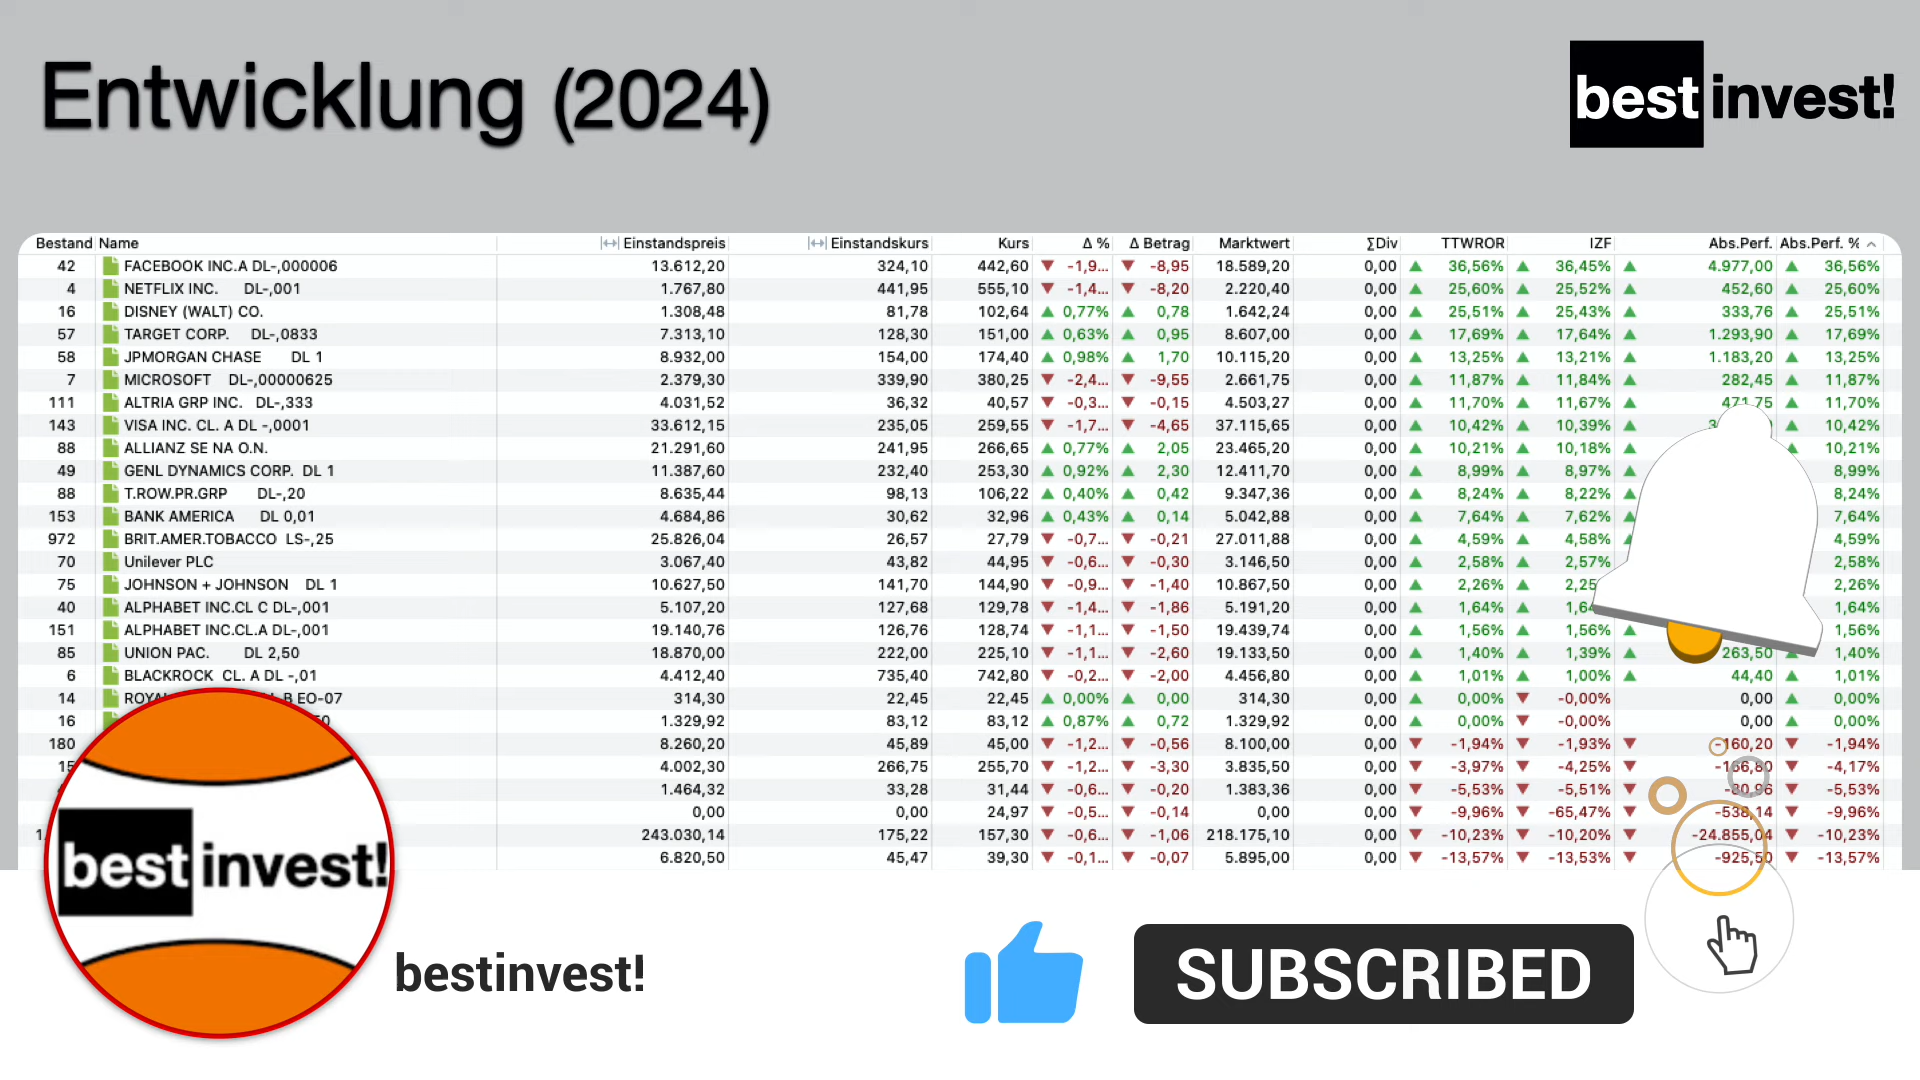 Entwicklung (2024)
best invest!
Bestand Name Einstandspreis Einstandskurs Kurs Δ % Δ Betrag Marktwert ∑Div TTWROR IZF Abs.Perf. Abs.Perf. %
42 FACEBOOK INC.A DL-,000006 13.612,20 324,10 442,60 -1,9... -8,95 18.589,20 0,00 36,56% 36,45% 4.977,00 36,56%
4 NETFLIX INC. DL-,001 1.767,80 441,95 555,10 -1,4... -8,20 2.220,40 0,00 25,60% 25,52% 452,60 25,60%
16 DISNEY (WALT) CO. 1.308,48 81,78 102,64 0,77% 0,78 1.642,24 0,00 25,51% 25,43% 333,76 25,51%
57 TARGET CORP. DL-,0833 7.313,10 128,30 151,00 0,63% 0,95 8.607,00 0,00 17,69% 17,64% 1.293,90 17,69%
58 JPMORGAN CHASE DL 1 8.932,00 154,00 174,40 0,98% 1,70 10.115,20 0,00 13,25% 13,21% 1.183,20 13,25%
7 MICROSOFT DL-,00000625 2.379,30 339,90 380,25 -2,4... -9,55 2.661,75 0,00 11,87% 11,84% 282,45 11,87%
111 ALTRIA GRP INC. DL-,333 4.031,52 36,32 40,57 -0,3... -0,15 4.503,27 0,00 11,70% 11,67% 471,75 11,70%
143 VISA INC. CL. A DL -,0001 33.612,15 235,05 259,55 -1,7... -4,65 37.115,65 0,00 10,42% 10,39% 10,42%
88 ALLIANZ SE NA O.N. 21.291,60 241,95 266,65 0,77% 2,05 23.465,20 0,00 10,21% 10,18% 10,21%
49 GENL DYNAMICS CORP. DL 1 11.387,60 232,40 253,30 0,92% 2,30 12.411,70 0,00 8,99% 8,97% 8,99%
88 T.ROW.PR.GRP DL-,20 8.635,44 98,13 106,22 0,40% 0,42 9.347,36 0,00 8,24% 8,22% 8,24%
153 BANK AMERICA DL 0,01 4.684,86 30,62 32,96 0,43% 0,14 5.042,88 0,00 7,64% 7,62% 7,64%
972 BRIT.AMER.TOBACCO LS-,25 25.826,04 26,57 27,79 -0,7... -0,21 27.011,88 0,00 4,59% 4,58% 4,59%
70 Unilever PLC 3.067,40 43,82 44,95 -0,6... -0,30 3.146,50 0,00 2,58% 2,57% 2,58%
75 JOHNSON + JOHNSON DL 1 10.627,50 141,70 144,90 -0,9... -1,40 10.867,50 0,00 2,26% 2,25 2,26%
40 ALPHABET INC.CL C DL-,001 5.107,20 127,68 129,78 -1,4... -1,86 5.191,20 0,00 1,64% 1,64 1,64%
151 ALPHABET INC.CL.A DL-,001 19.140,76 126,76 128,74 -1,1... -1,50 19.439,74 0,00 1,56% 1,56% 1,56%
85 UNION PAC. DL 2,50 18.870,00 222,00 225,10 -1,1... -2,60 19.133,50 0,00 1,40% 1,39% 263,50 1,40%
6 BLACKROCK CL. A DL -,01 4.412,40 735,40 742,80 -0,2... -2,00 4.456,80 0,00 1,01% 1,00% 44,40 1,01%
14 B EO-07 314,30 22,45 22,45 0,00% 0,00 314,30 0,00 0,00% -0,00% 0,00 0,00%
16 1.329,92 83,12 83,12 0,87% 0,72 1.329,92 0,00 0,00% -0,00% 0,00 0,00%
180 8.260,20 45,89 45,00 -1,2... -0,56 8.100,00 0,00 -1,94% -1,93% -160,20 -1,94%
15 4.002,30 266,75 255,70 -1,2... -3,30 3.835,50 0,00 -3,97% -4,25% -166,80 -4,17%
1.464,32 33,28 31,44 -0,6... -0,20 1.383,36 0,00 -5,53% -5,51% -80,96 -5,53%
0,00 0,00 24,97 -0,5... -0,14 0,00 0,00 -9,96% -65,47% -538,14 -9,96%
243.030,14 175,22 157,30 -0,6... -1,06 218.175,10 0,00 -10,23% -10,20% -24.855,04 -10,23%
6.820,50 45,47 39,30 -0,1... -0,07 5.895,00 0,00 -13,57% -13,53% -925,50 -13,57%
best invest!
bestinvest!
SUBSCRIBED